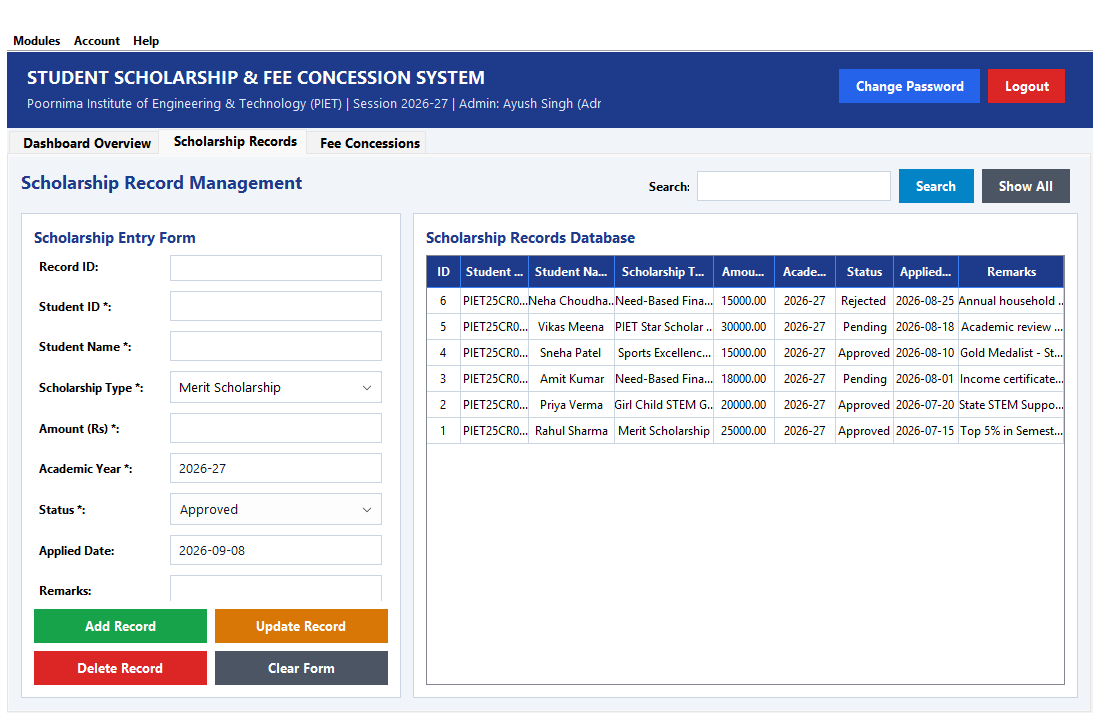 Modules Account Help
STUDENT SCHOLARSHIP & FEE CONCESSION SYSTEM
Poornima Institute of Engineering & Technology (PIET) | Session 2026-27 | Admin: Ayush Singh (Adr
Change Password
Logout
Dashboard Overview
Scholarship Records
Fee Concessions
Scholarship Record Management
Search:
Search
Show All
Scholarship Entry Form
Record ID:
Student ID *:
Student Name *:
Scholarship Type *: Merit Scholarship
Amount (Rs) *:
Academic Year *: 2026-27
Status *: Approved
Applied Date: 2026-09-08
Remarks:
Add Record
Update Record
Delete Record
Clear Form
Scholarship Records Database
ID Student ... Student Na... Scholarship T... Amou... Acade... Status Applied... Remarks
6 PIET25CR0... Neha Choudha... Need-Based Fina... 15000.00 2026-27 Rejected 2026-08-25 Annual household ...
5 PIET25CR0... Vikas Meena PIET Star Scholar ... 30000.00 2026-27 Pending 2026-08-18 Academic review ...
4 PIET25CR0... Sneha Patel Sports Excellenc... 15000.00 2026-27 Approved 2026-08-10 Gold Medalist - St...
3 PIET25CR0... Amit Kumar Need-Based Fina... 18000.00 2026-27 Pending 2026-08-01 Income certificate...
2 PIET25CR0... Priya Verma Girl Child STEM G... 20000.00 2026-27 Approved 2026-07-20 State STEM Suppo...
1 PIET25CR0... Rahul Sharma Merit Scholarship 25000.00 2026-27 Approved 2026-07-15 Top 5% in Semest...